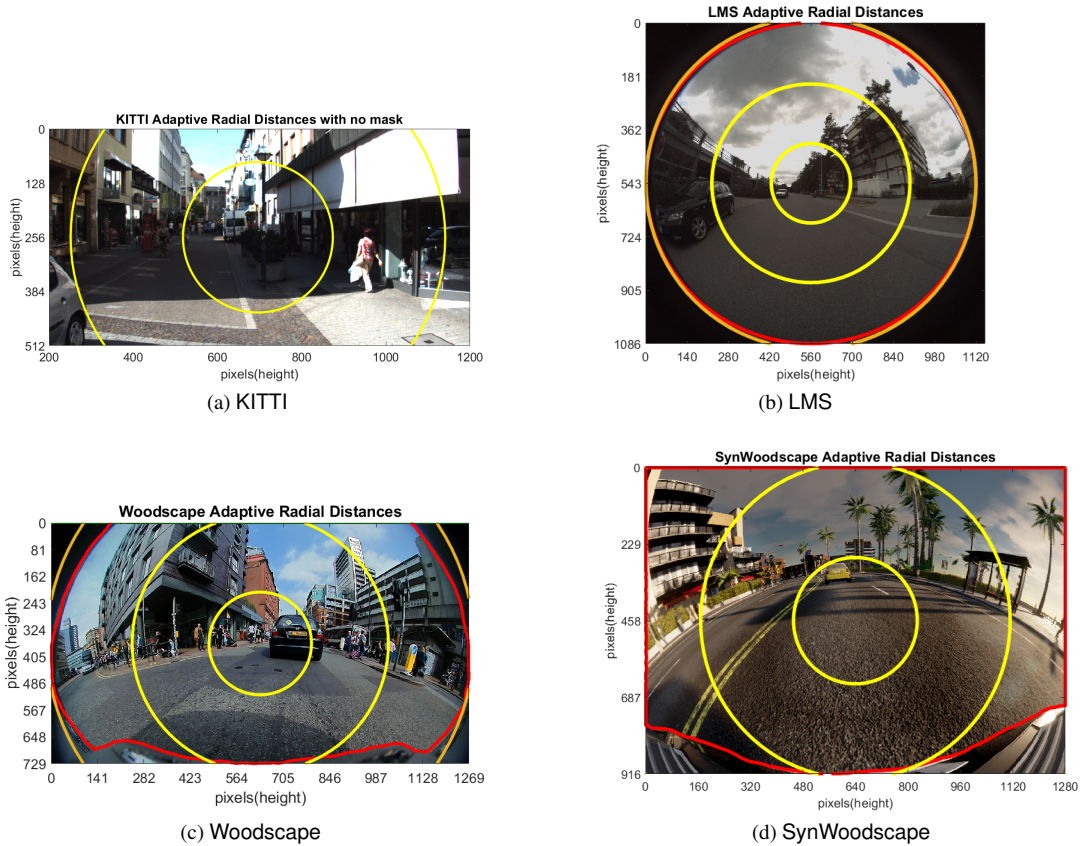 KITTI Adaptive Radial Distances with no mask
pixels(height)
0
128
256
384
512
200 400 600 800 1000 1200
pixels(height)
(a) KITTI
LMS Adaptive Radial Distances
pixels(height)
0
181
362
543
724
905
1086
0 140 280 420 560 700 840 980 1120
pixels(height)
(b) LMS
Woodscape Adaptive Radial Distances
pixels(height)
0
81
162
243
324
405
486
567
648
729
0 141 282 423 564 705 846 987 1128 1269
pixels(height)
(c) Woodscape
SynWoodscape Adaptive Radial Distances
pixels(height)
0
229
458
687
916
0 160 320 480 640 800 960 1120 1280
pixels(height)
(d) SynWoodscape